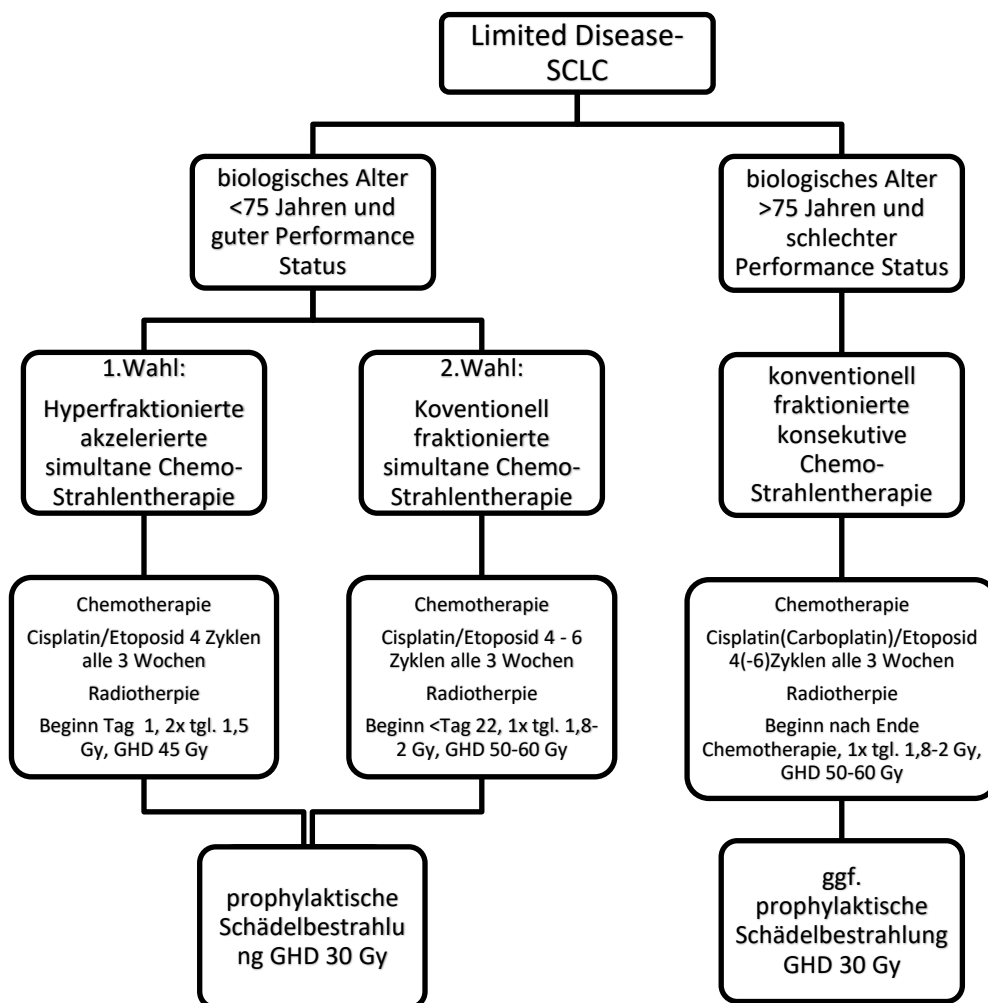 Limited Disease-
SCLC
biologisches Alter
<75 Jahren und
guter Performance
Status
biologisches Alter
>75 Jahren und
schlechter
Performance Status
1.Wahl:
Hyperfraktionierte
akzelerierte
simultane Chemo-
Strahlentherapie
2.Wahl:
Koventionell
fraktionierte
simultane Chemo-
Strahlentherapie
konventionell
fraktionierte
konsekutive
Chemo-
Strahlentherapie
Chemotherapie
Cisplatin/Etoposid 4 Zyklen
alle 3 Wochen
Radiotherpie
Beginn Tag 1, 2x tgl. 1,5
Gy, GHD 45 Gy
Chemotherapie
Cisplatin/Etoposid 4 - 6
Zyklen alle 3 Wochen
Radiotherpie
Beginn <Tag 22, 1x tgl. 1,8-
2 Gy, GHD 50-60 Gy
Chemotherapie
Cisplatin(Carboplatin)/Etoposid
4(-6)Zyklen alle 3 Wochen
Radiotherpie
Beginn nach Ende
Chemotherapie, 1x tgl. 1,8-2 Gy,
GHD 50-60 Gy
prophylaktische
Schädelbestrahlu
ng GHD 30 Gy
ggf.
prophylaktische
Schädelbestrahlung
GHD 30 Gy